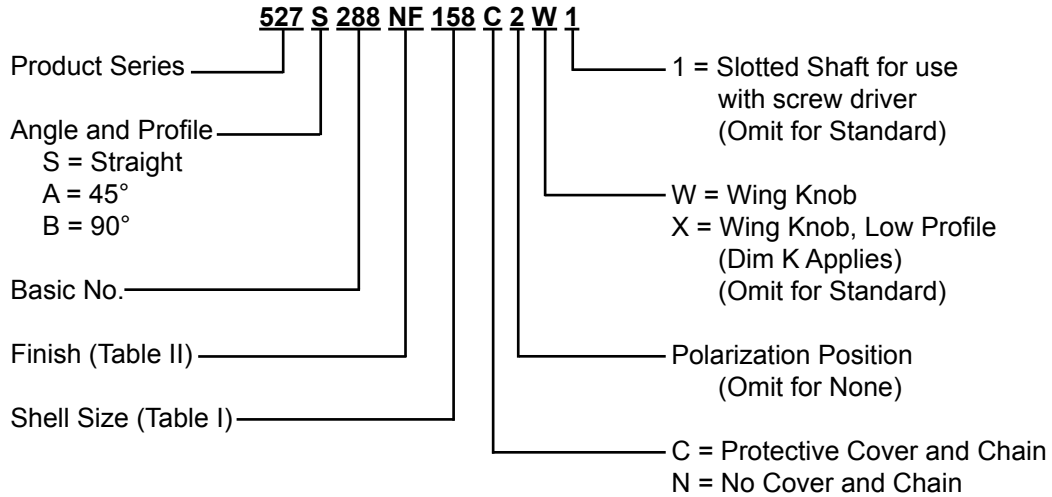 527 S 288 NF 158 C 2 W 1
Product Series
Angle and Profile
S = Straight
A = 45°
B = 90°
Basic No.
Finish (Table II)
Shell Size (Table I)
1 = Slotted Shaft for use
with screw driver
(Omit for Standard)
W = Wing Knob
X = Wing Knob, Low Profile
(Dim K Applies)
(Omit for Standard)
Polarization Position
(Omit for None)
C = Protective Cover and Chain
N = No Cover and Chain